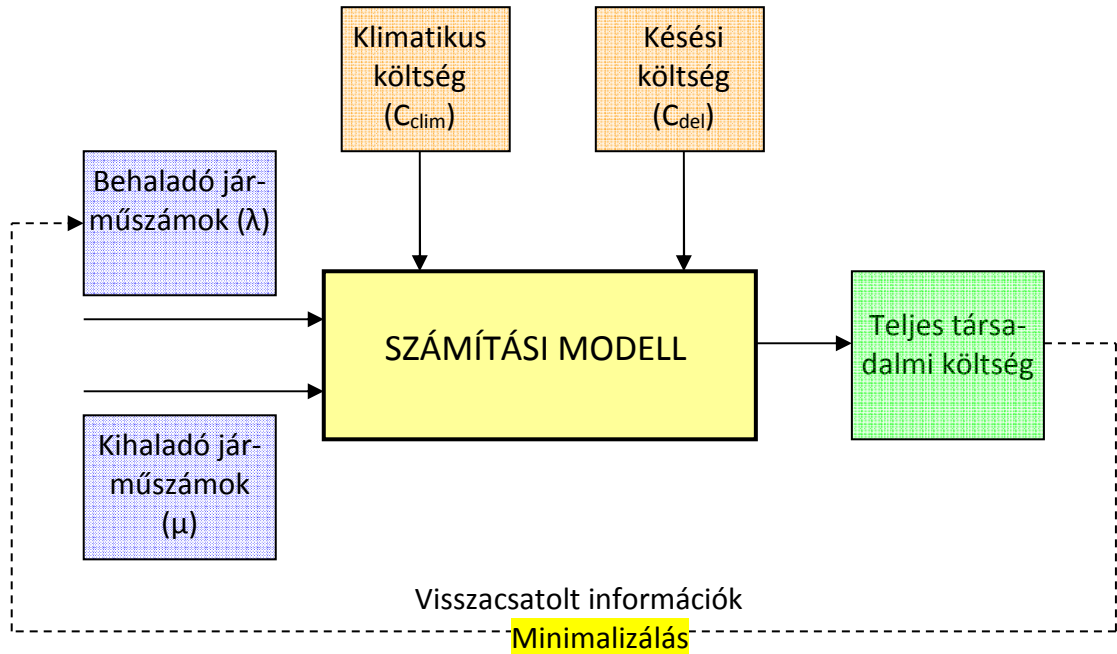 Klimatikus
költség
(Cclim)
Késési
költség
(Cdel)
Behaladó jár-
műszámok (λ)
SZÁMÍTÁSI MODELL
Teljes társa-
dalmi költség
Kihaladó jár-
műszámok
(μ)
Visszacsatolt információk
Minimalizálás